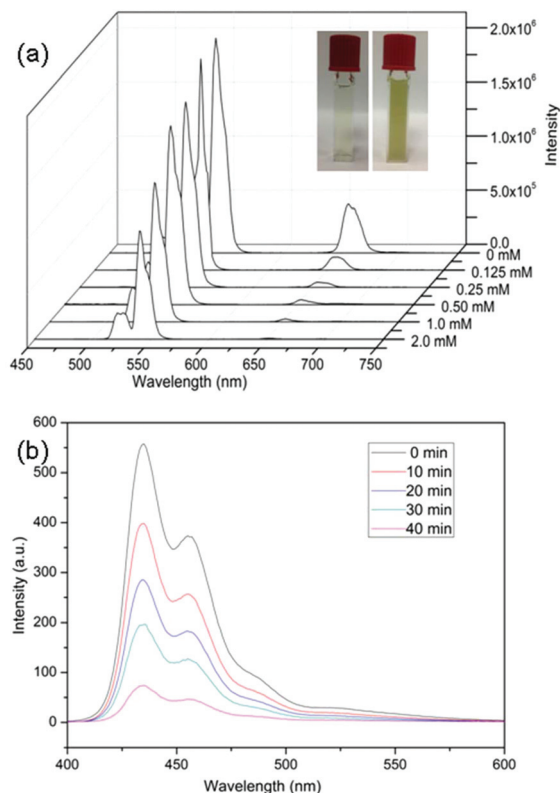 (a)
2.0x10⁶
1.5x10⁶
1.0x10⁶
5.0x10⁵
0.0
Intensity
0 mM
0.125 mM
0.25 mM
0.50 mM
1.0 mM
2.0 mM
450 500 550 600 650 700 750
Wavelength (nm)
(b)
600
500
400
300
200
100
0
Intensity (a.u.)
0 min
10 min
20 min
30 min
40 min
400 450 500 550 600
Wavelength (nm)